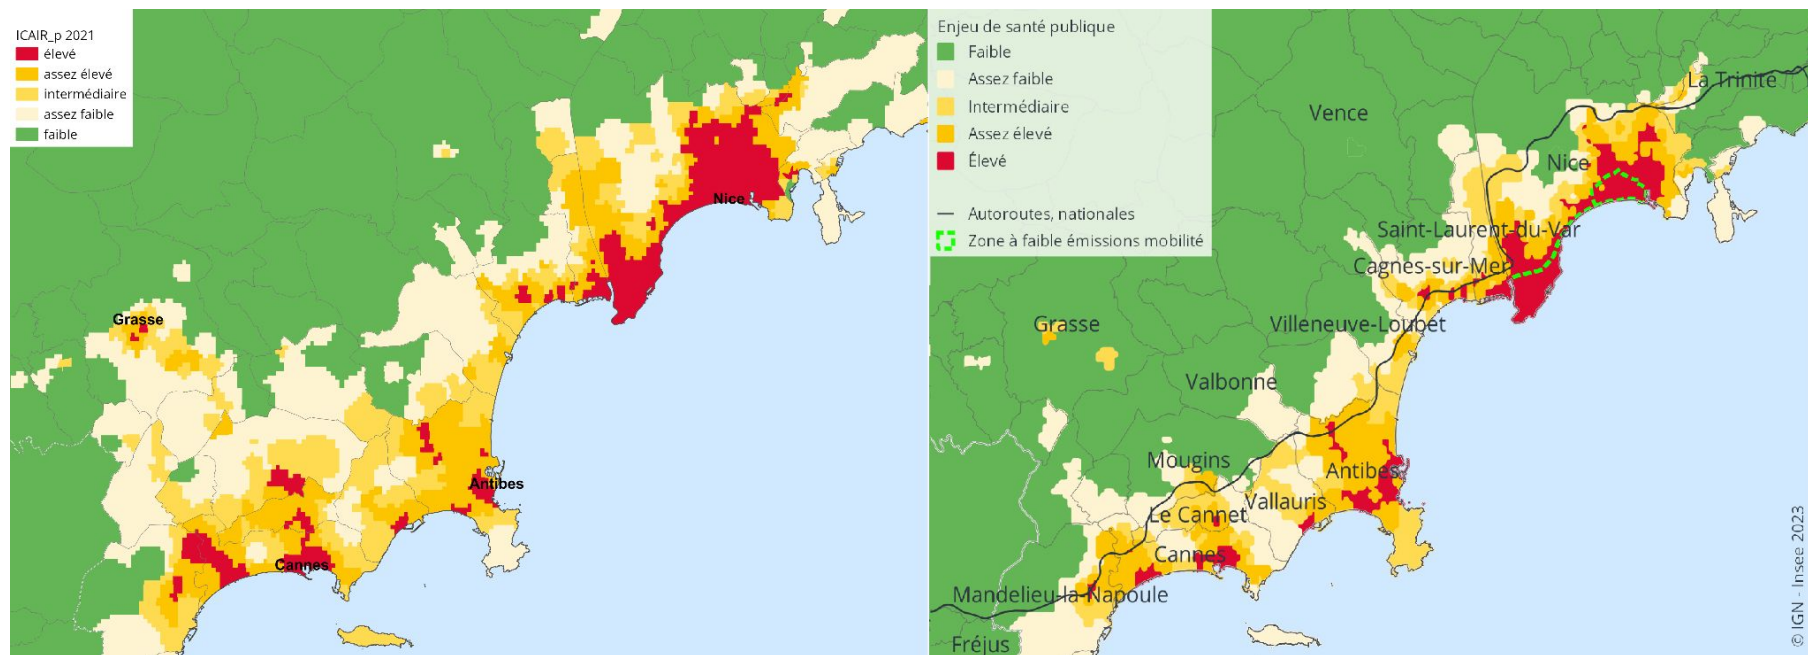 ICAIR_p 2021
élevé
assez élevé
intermédiaire
assez faible
faible
Nice
Grasse
Antibes
Cannes
Enjeu de santé publique
Faible
Assez faible
Intermédiaire
Assez élevé
Élevé
Autoroutes, nationales
Zone à faible émissions mobilité
La Trinité
Vence
Nice
Saint-Laurent-du-Var
Cagnes-sur-Mer
Grasse
Villeneuve-Loubet
Valbonne
Mougins
Antibes
Vallauris
Le Cannet
Cannes
Mandelieu-la-Napoule
Fréjus
© IGN - Insee 2023